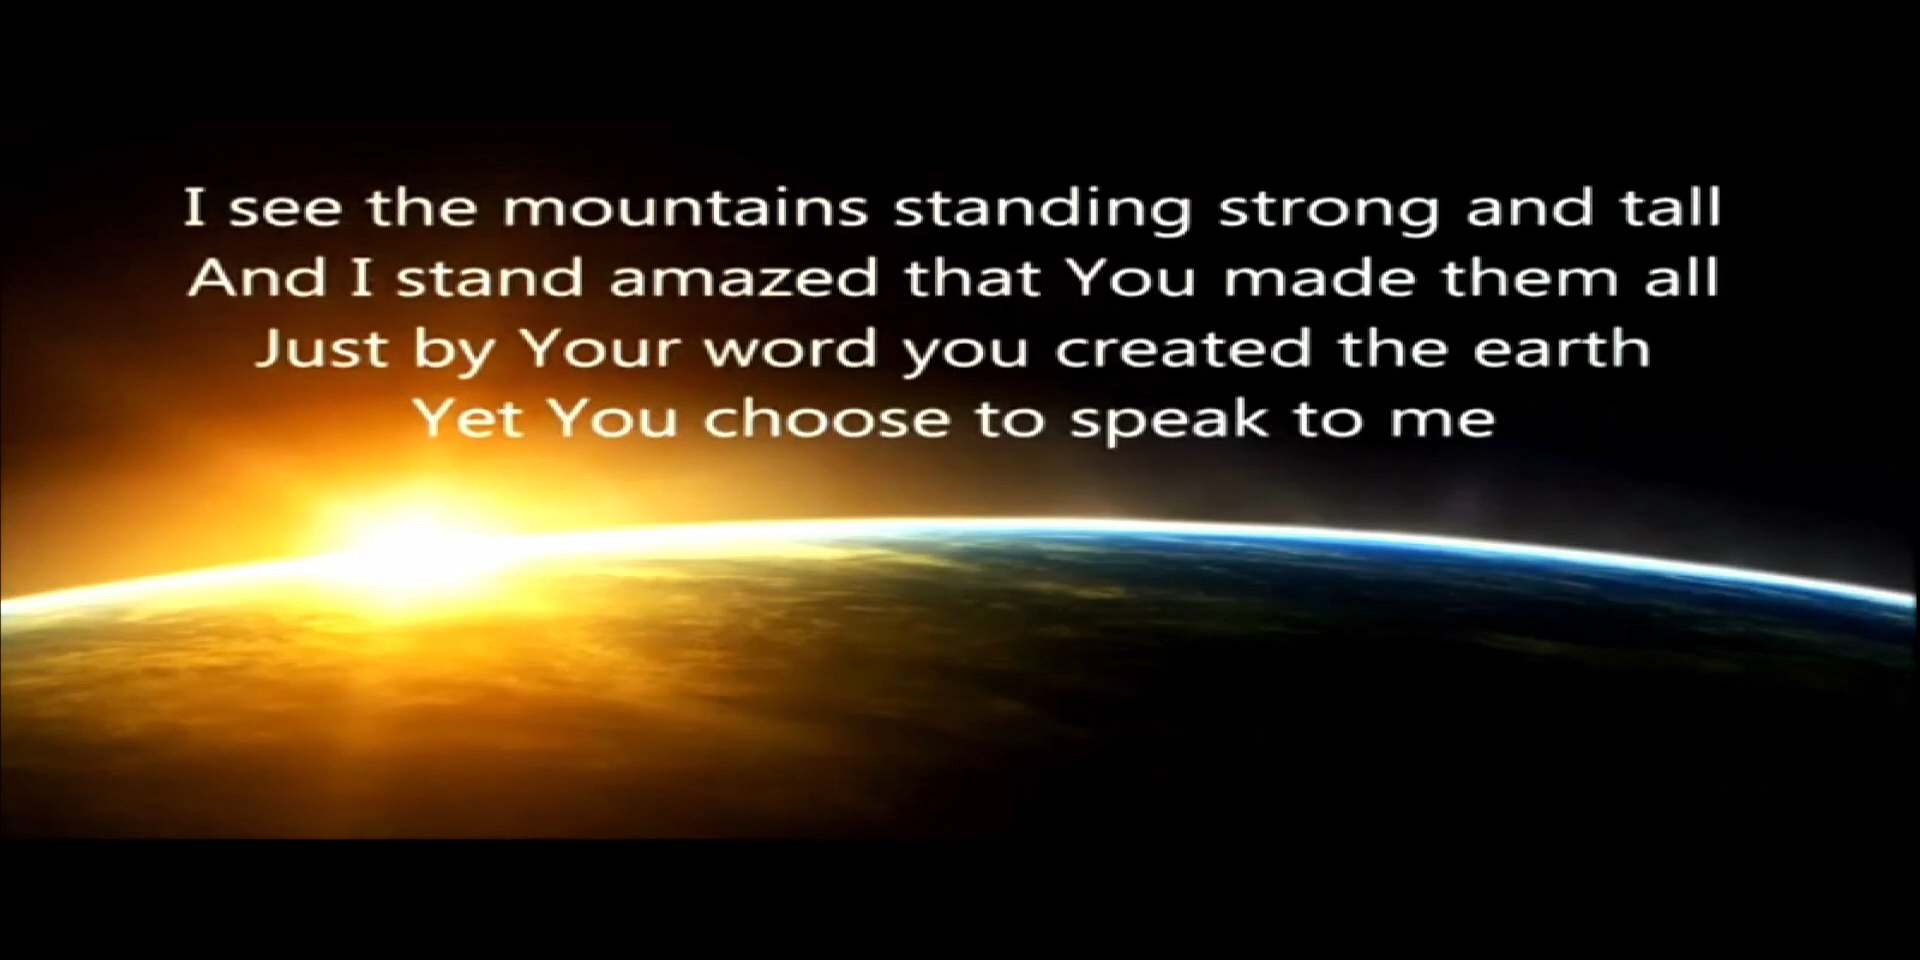 I see the mountains standing strong and tall
And I stand amazed that You made them all
Just by Your word you created the earth
Yet You choose to speak to me